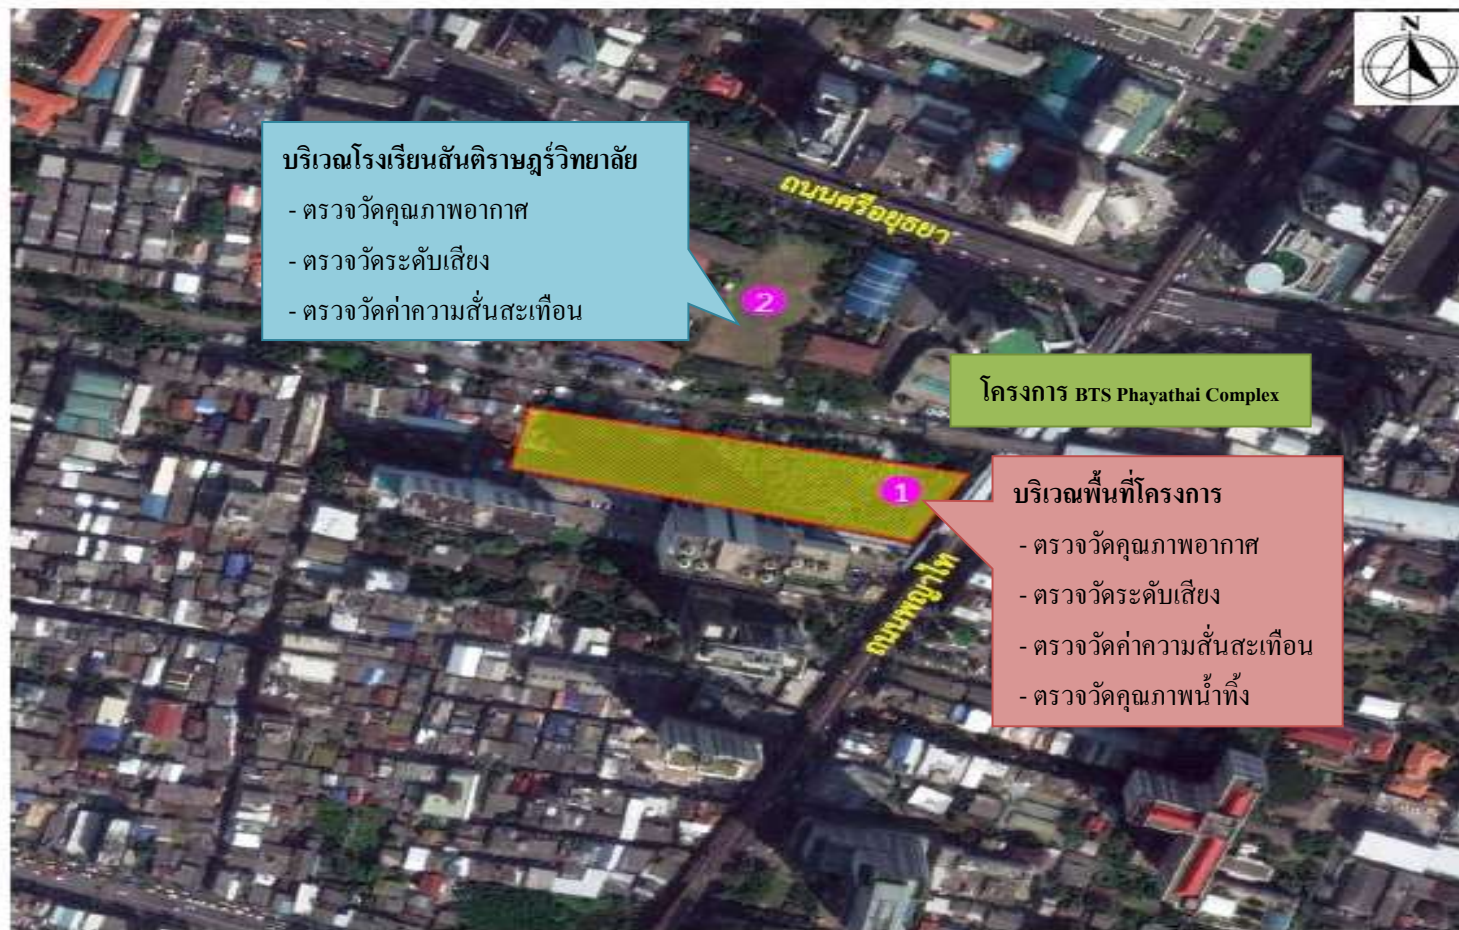 N
บริเวณโรงเรียนสันติราษฎร์วิทยาลัย
- ตรวจวัดคุณภาพอากาศ
- ตรวจวัดระดับเสียง
- ตรวจวัดค่าความสั่นสะเทือน
ถนนศรีอยุธยา
2
โครงการ BTS Phayathai Complex
1
บริเวณพื้นที่โครงการ
- ตรวจวัดคุณภาพอากาศ
- ตรวจวัดระดับเสียง
- ตรวจวัดค่าความสั่นสะเทือน
- ตรวจวัดคุณภาพน้ำทิ้ง
ถนนพญาไท